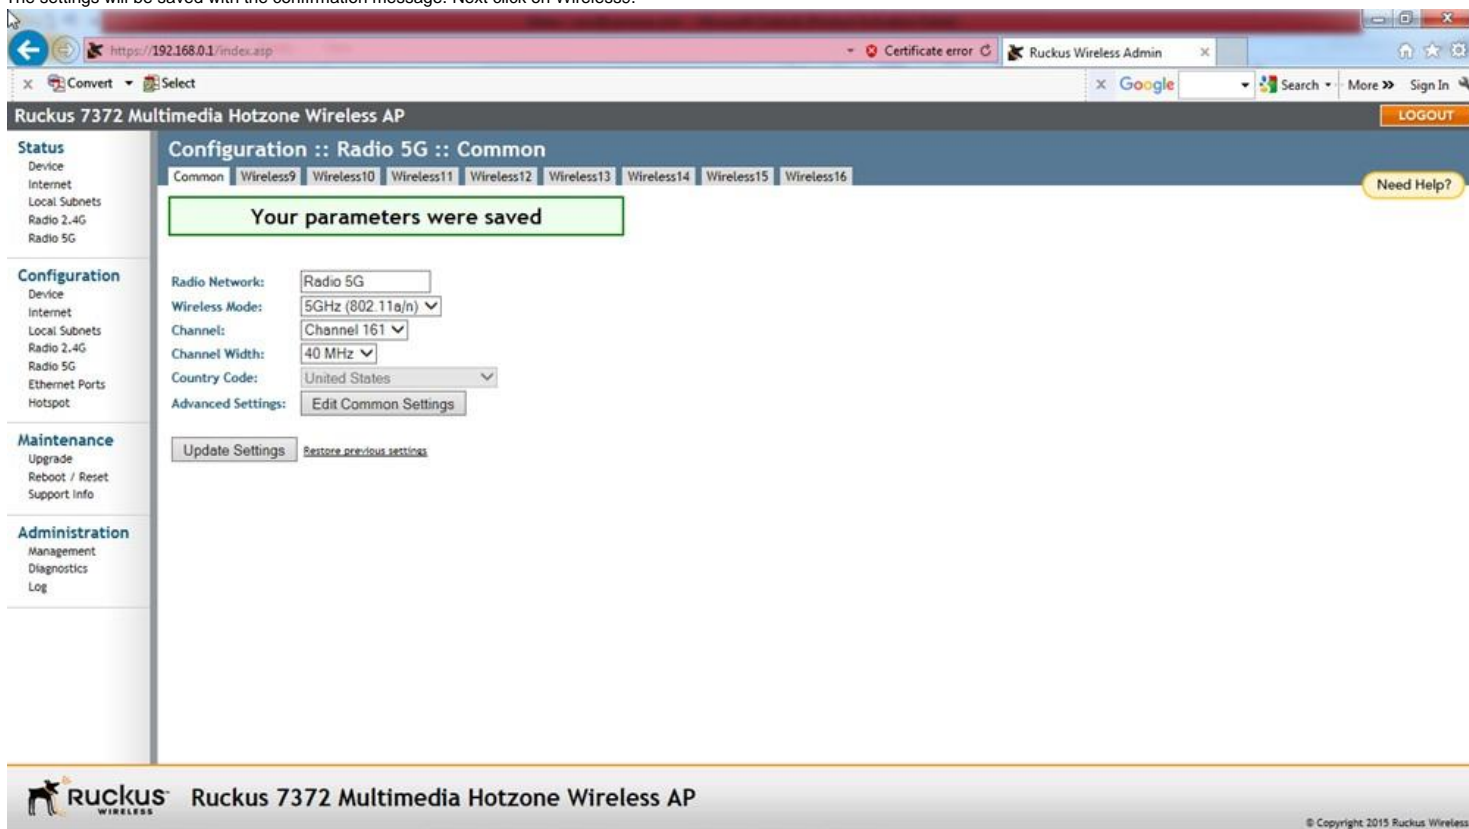 The settings will be saved with the confirmation message. Next click on Wireless9.
https://192.168.0.1/index.asp
Certificate error
Ruckus Wireless Admin
x Convert Select
x Google Search More » Sign In
Ruckus 7372 Multimedia Hotzone Wireless AP
LOGOUT
Status
Device
Internet
Local Subnets
Radio 2.4G
Radio 5G
Configuration
Device
Internet
Local Subnets
Radio 2.4G
Radio 5G
Ethernet Ports
Hotspot
Maintenance
Upgrade
Reboot / Reset
Support Info
Administration
Management
Diagnostics
Log
Configuration :: Radio 5G :: Common
Common Wireless9 Wireless10 Wireless11 Wireless12 Wireless13 Wireless14 Wireless15 Wireless16
Need Help?
Your parameters were saved
Radio Network: Radio 5G
Wireless Mode: 5GHz (802.11a/n)
Channel: Channel 161
Channel Width: 40 MHz
Country Code: United States
Advanced Settings: Edit Common Settings
Update Settings Restore previous settings
RUCKUS WIRELESS
Ruckus 7372 Multimedia Hotzone Wireless AP
© Copyright 2015 Ruckus Wireless